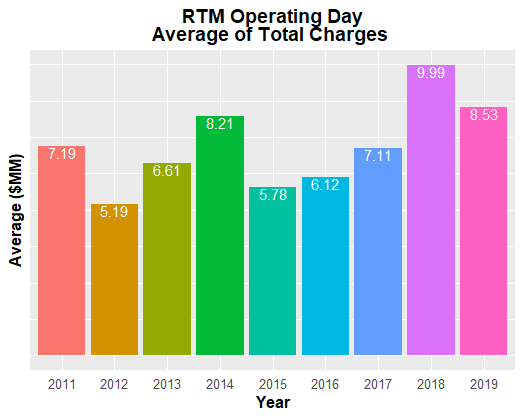 RTM Operating Day
Average of Total Charges
Average ($MM)
7.19
5.19
6.61
8.21
5.78
6.12
7.11
9.99
8.53
2011 2012 2013 2014 2015 2016 2017 2018 2019
Year